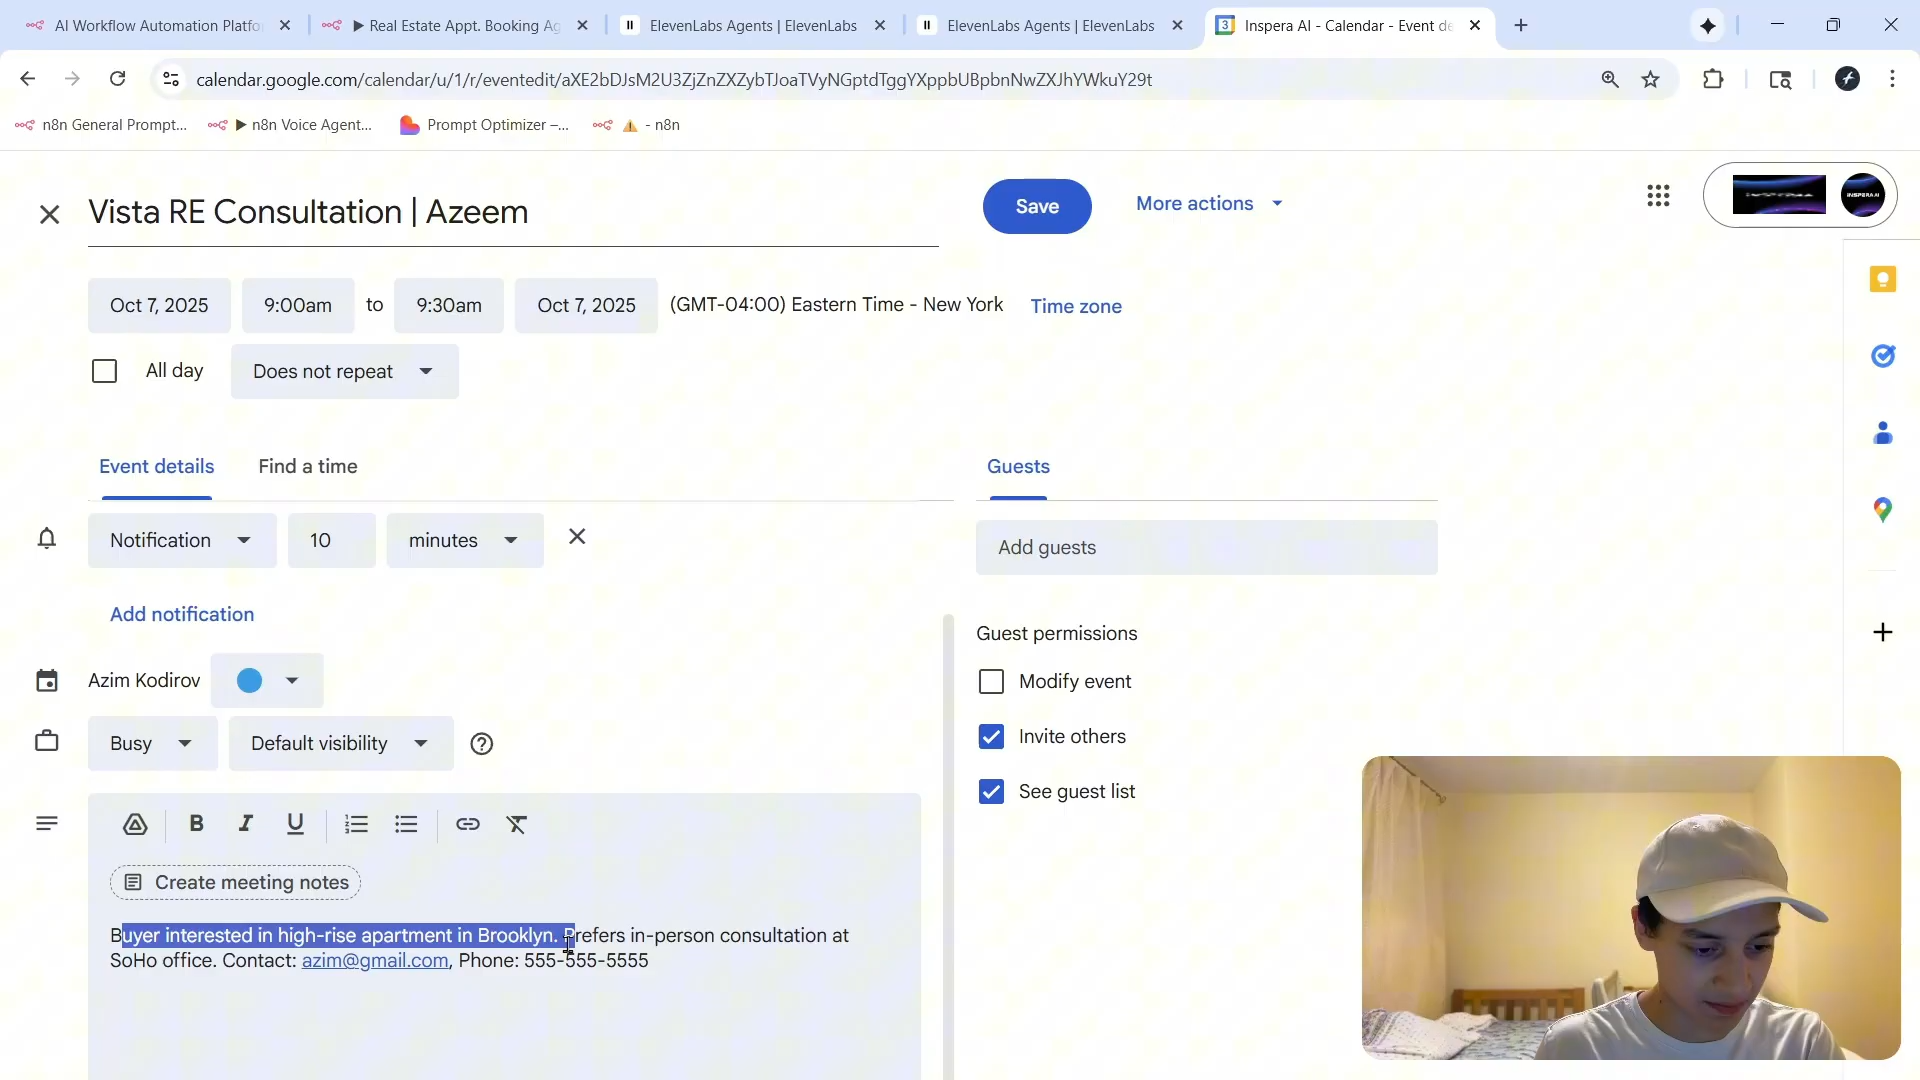 AI Workflow Automation Platfo
▶ Real Estate Appt. Booking Ag
ElevenLabs Agents | ElevenLabs
ElevenLabs Agents | ElevenLabs
3
Inspera AI - Calendar - Event de
calendar.google.com/calendar/u/1/r/eventedit/aXE2bDJsM2U3ZjZnZXZybTJoaTVyNGptdTggYXppbUBpbnNwZXJhYWkuY29t
n8n General Prompt...
▶ n8n Voice Agent...
Prompt Optimizer –...
⚠ - n8n
Vista RE Consultation | Azeem
Save
More actions
INSPERA AI
Oct 7, 2025
9:00am
to
9:30am
Oct 7, 2025
(GMT-04:00) Eastern Time - New York
Time zone
All day
Does not repeat
Event details
Find a time
Guests
Notification
10
minutes
Add guests
Add notification
Guest permissions
Azim Kodirov
Modify event
Busy
Default visibility
Invite others
See guest list
B
I
U
Create meeting notes
Buyer interested in high-rise apartment in Brooklyn. Prefers in-person consultation at
SoHo office. Contact: azim@gmail.com, Phone: 555-555-5555